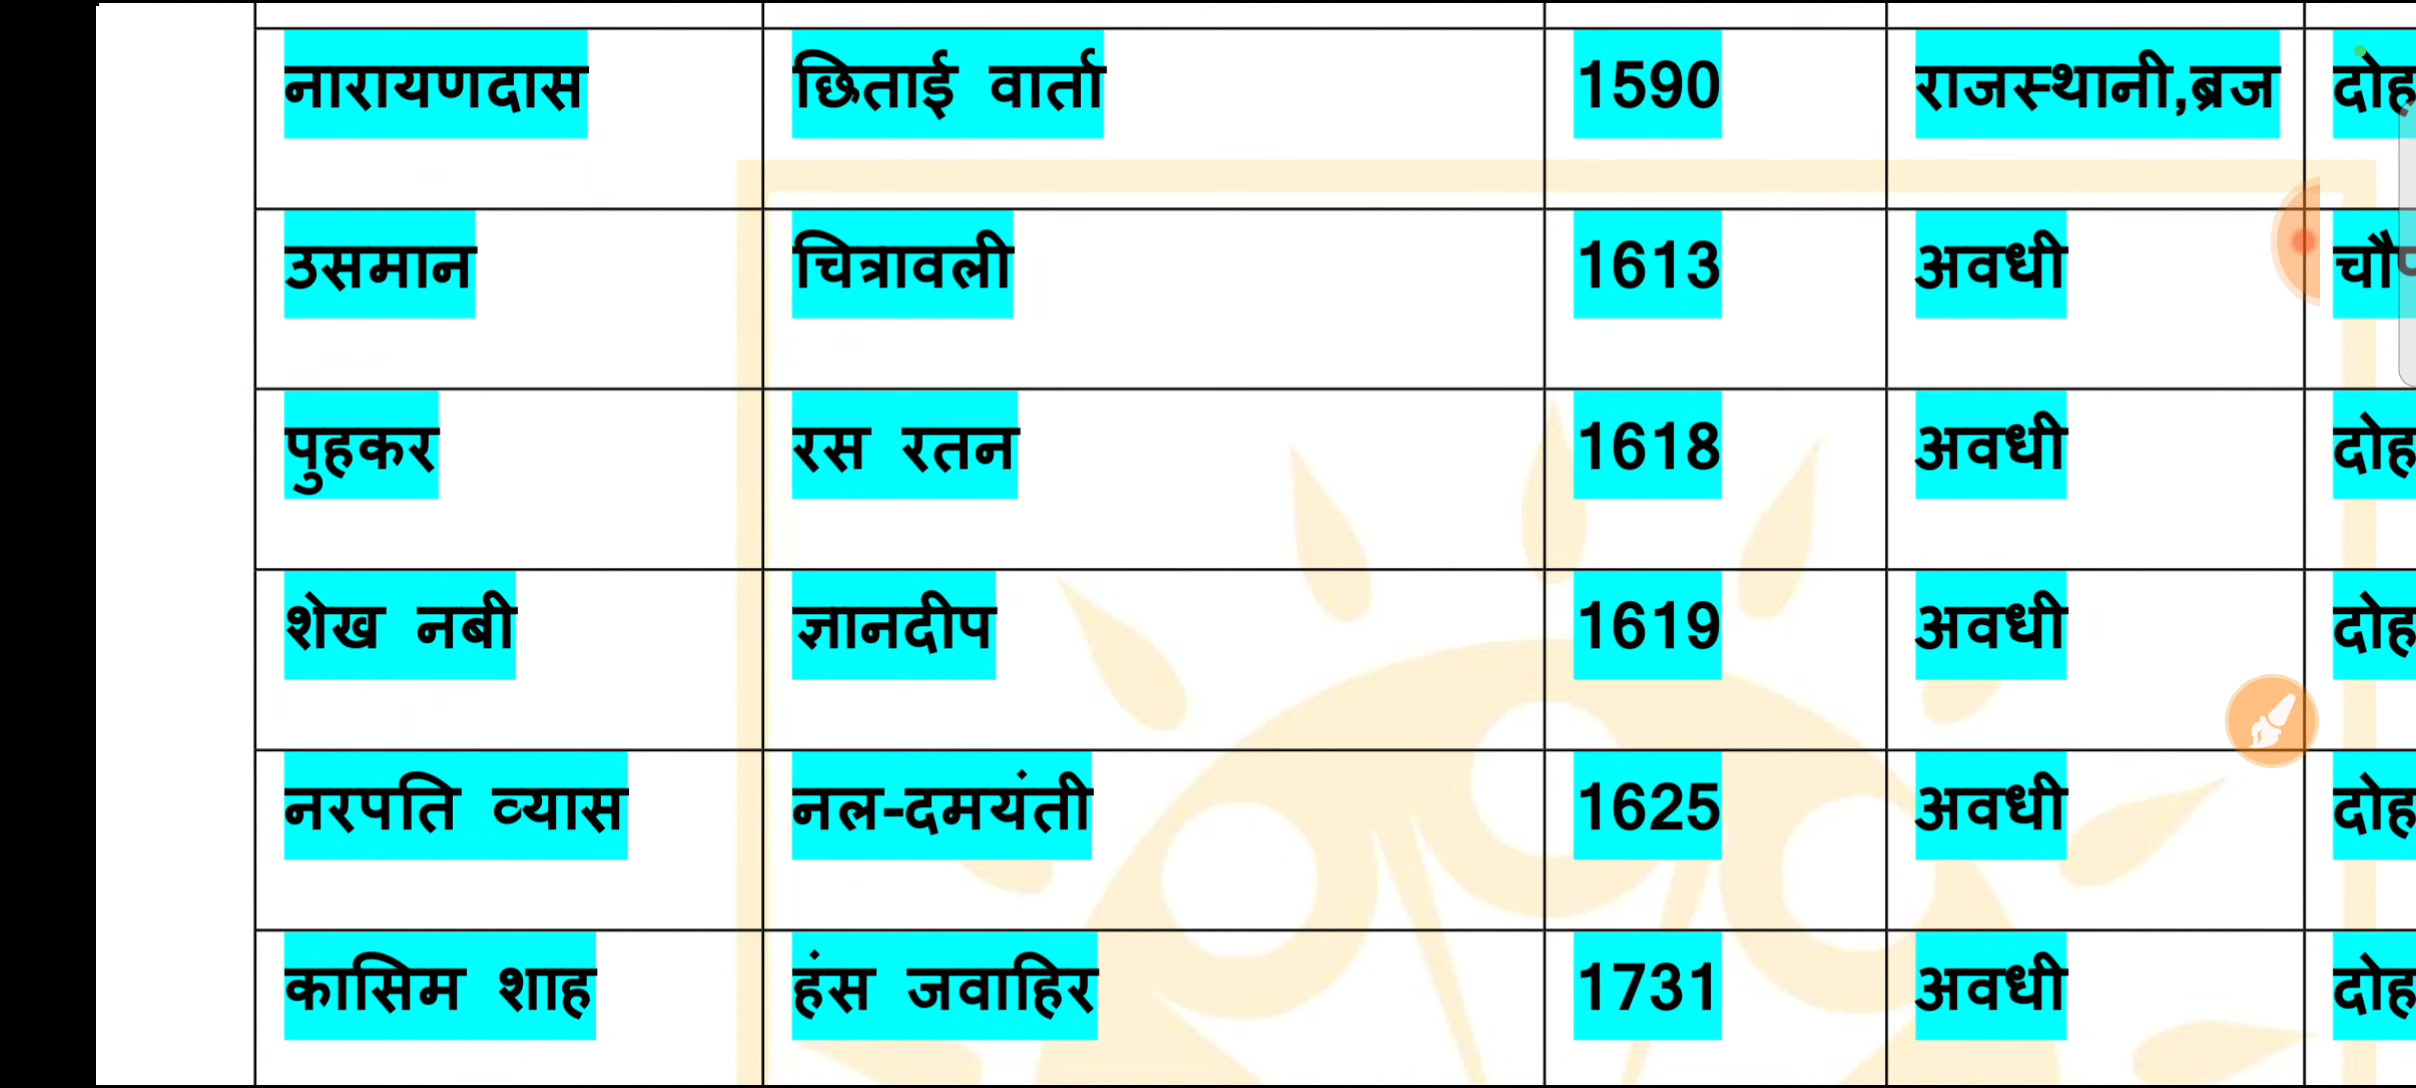 नारायणदास छिताई वार्ता 1590 राजस्थानी,ब्रज
उसमान चित्रावली 1613 अवधी
पुहकर रस रतन 1618 अवधी
शेख नबी ज्ञानदीप 1619 अवधी
नरपति व्यास नल-दमयंती 1625 अवधी
कासिम शाह हंस जवाहिर 1731 अवधी